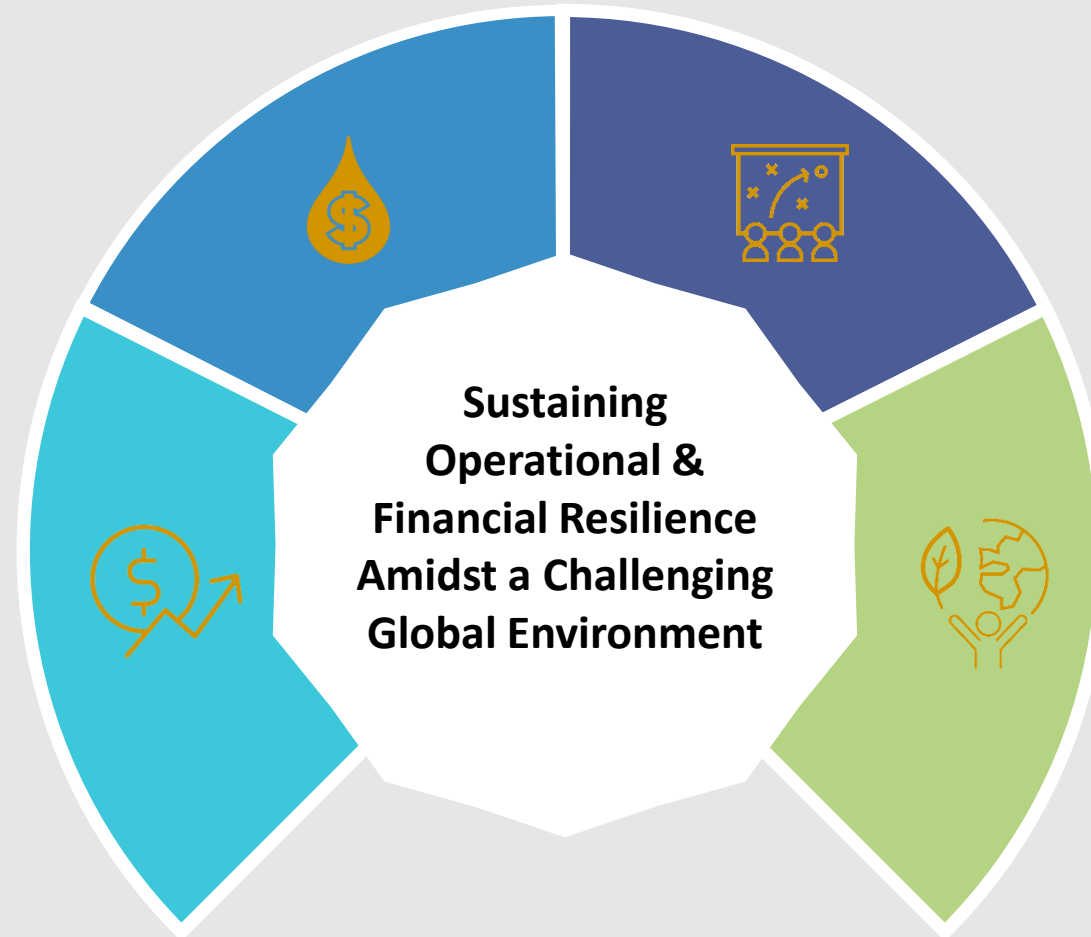 Sustaining
Operational &
Financial Resilience
Amidst a Challenging
Global Environment